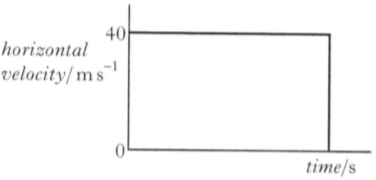 40
horizontal
velocity/m s⁻¹
0
time/s